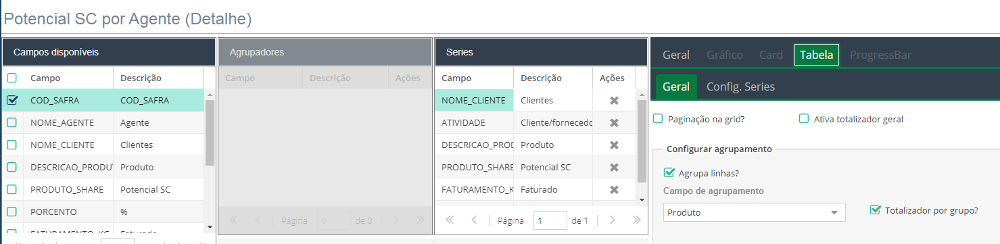 Potencial SC por Agente (Detalhe)
Campos disponíveis
Campo Descrição
COD_SAFRA COD_SAFRA
NOME_AGENTE Agente
NOME_CLIENTE Clientes
DESCRICAO_PRODU Produto
PRODUTO_SHARE Potencial SC
PORCENTO %
FATURAMENTO_KG Faturado
Agrupadores
Campo Descrição Ações
Página 0 de 0
Series
Campo Descrição Ações
NOME_CLIENTE Clientes
ATIVIDADE Cliente/fornecedo
DESCRICAO_PROD Produto
PRODUTO_SHARE Potencial SC
FATURAMENTO_KG Faturado
Página 1 de 1
Geral Gráfico Card Tabela ProgressBar
Geral Config. Series
Paginação na grid? Ativa totalizador geral
Configurar agrupamento
Agrupa linhas?
Campo de agrupamento
Produto Totalizador por grupo?